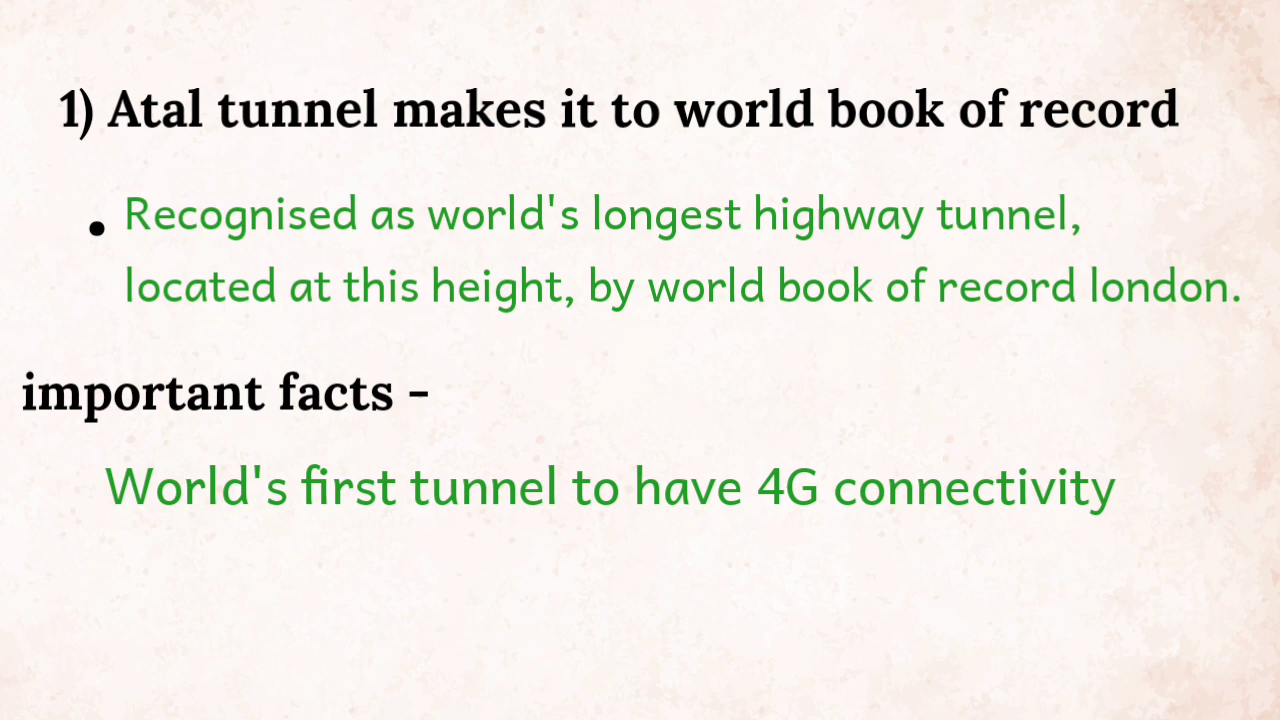 1) Atal tunnel makes it to world book of record
• Recognised as world's longest highway tunnel,
located at this height, by world book of record london.
important facts -
World's first tunnel to have 4G connectivity